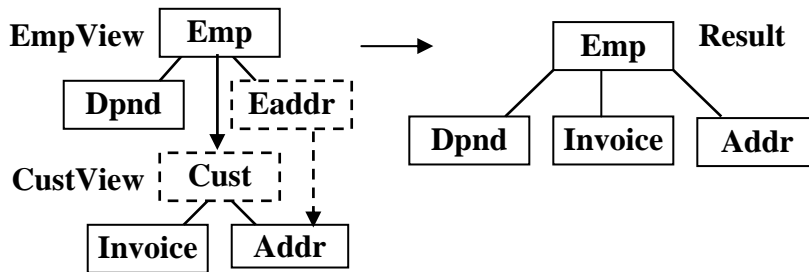 EmpView Emp
Dpnd Eaddr
CustView Cust
Invoice Addr
Emp Result
Dpnd Invoice Addr